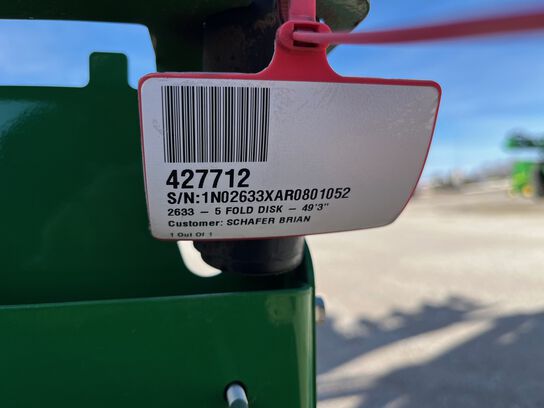 427712
S/N:1N02633XAR0801052
2633 – 5 FOLD DISK – 49'3"
Customer: SCHAFER BRIAN
1 Out Of 1